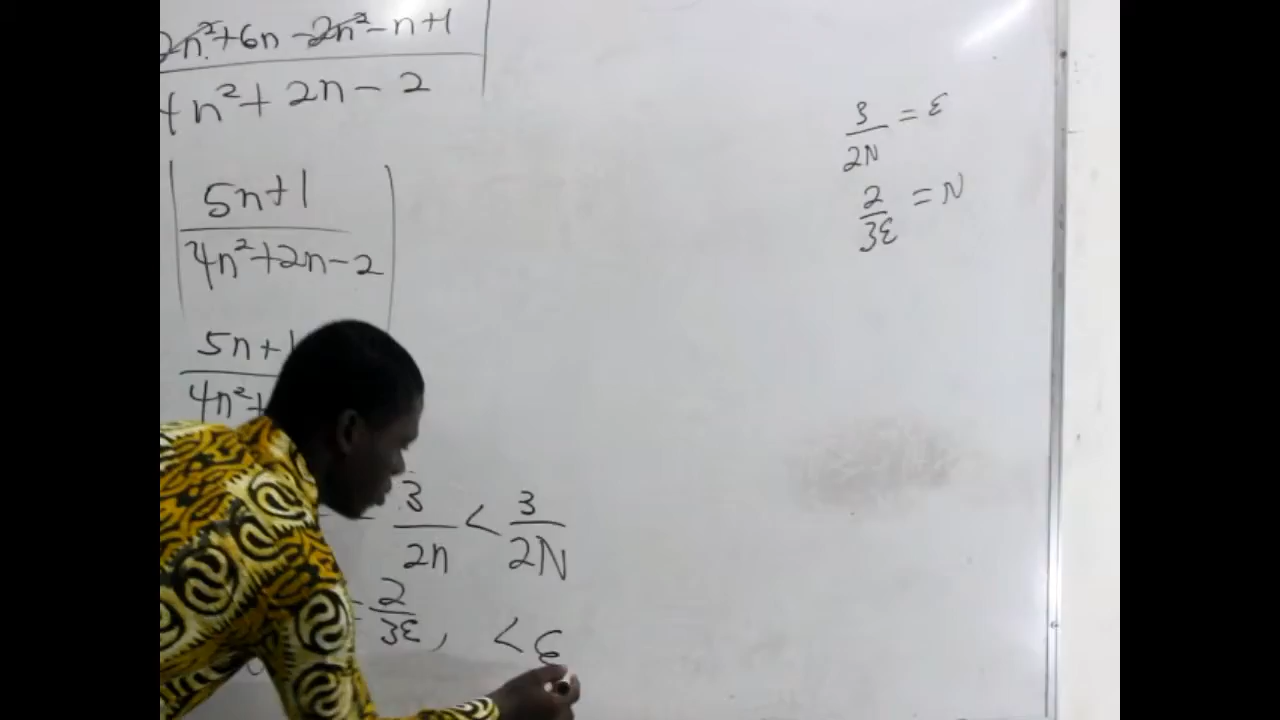 2n²+6n-2n²-n+1
4n²+2n-2
|5n+1|
4n²+2n-2
5n+1
4n²+
3/2n < 3/2N
= 2/3ε, < ε
3/2N = ε
2/3ε = N